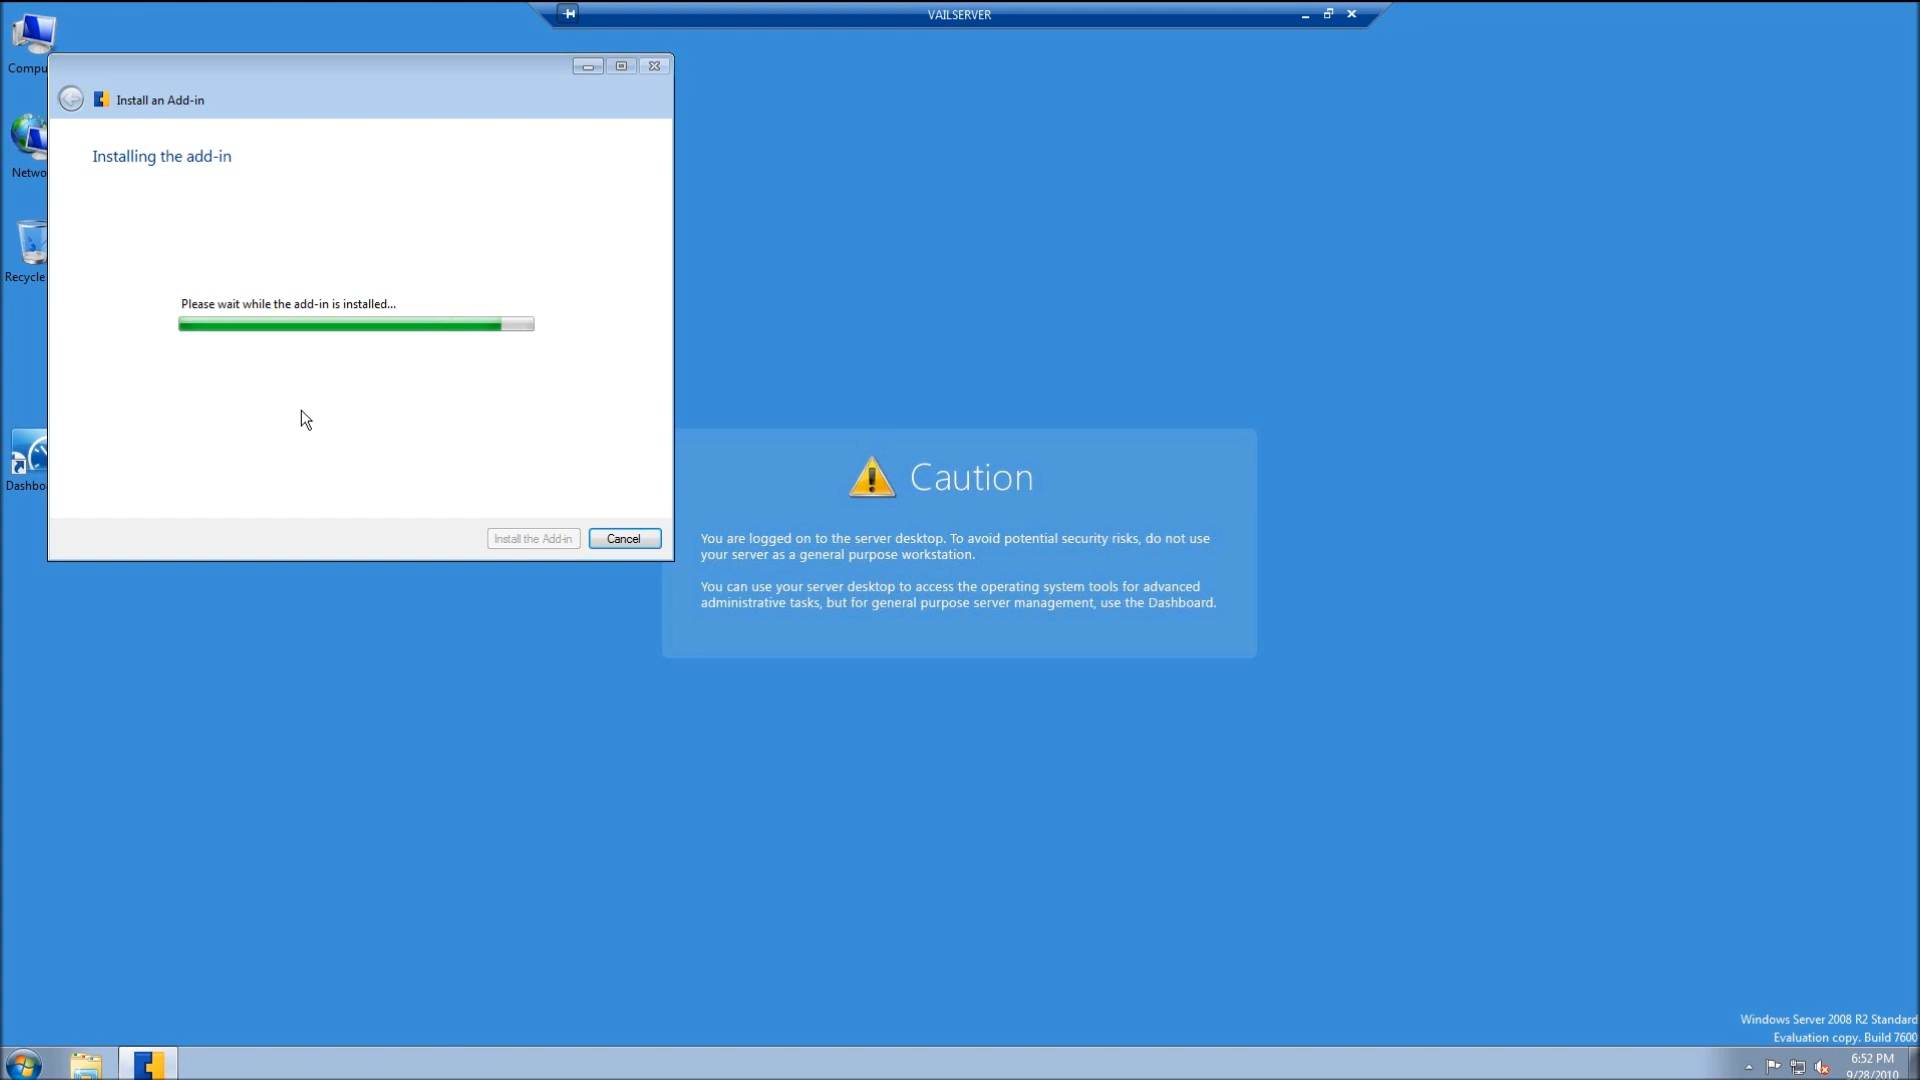 VAILSERVER
Compu
Install an Add-in
Installing the add-in
Netwo
Recycle
Please wait while the add-in is installed...
Dashbo
Install the Add-in
Cancel
Caution
You are logged on to the server desktop. To avoid potential security risks, do not use
your server as a general purpose workstation.
You can use your server desktop to access the operating system tools for advanced
administrative tasks, but for general purpose server management, use the Dashboard.
Windows Server 2008 R2 Standard
Evaluation copy. Build 7600
6:52 PM
9/28/2010